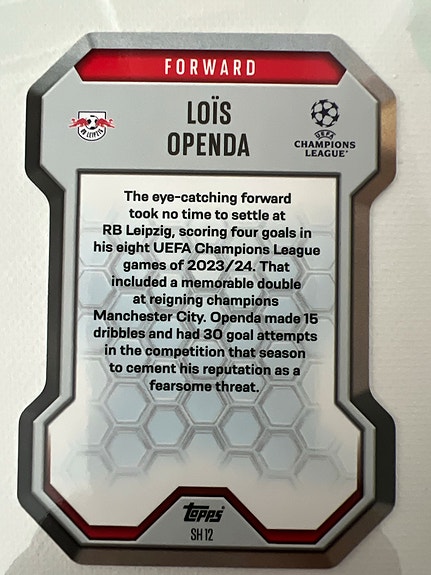 FORWARD
LOÏS
OPENDA
RB LEIPZIG
UEFA
CHAMPIONS
LEAGUE
The eye-catching forward
took no time to settle at
RB Leipzig, scoring four goals in
his eight UEFA Champions League
games of 2023/24. That
included a memorable double
at reigning champions
Manchester City. Openda made 15
dribbles and had 30 goal attempts
in the competition that season
to cement his reputation as a
fearsome threat.
Topps
SH 12